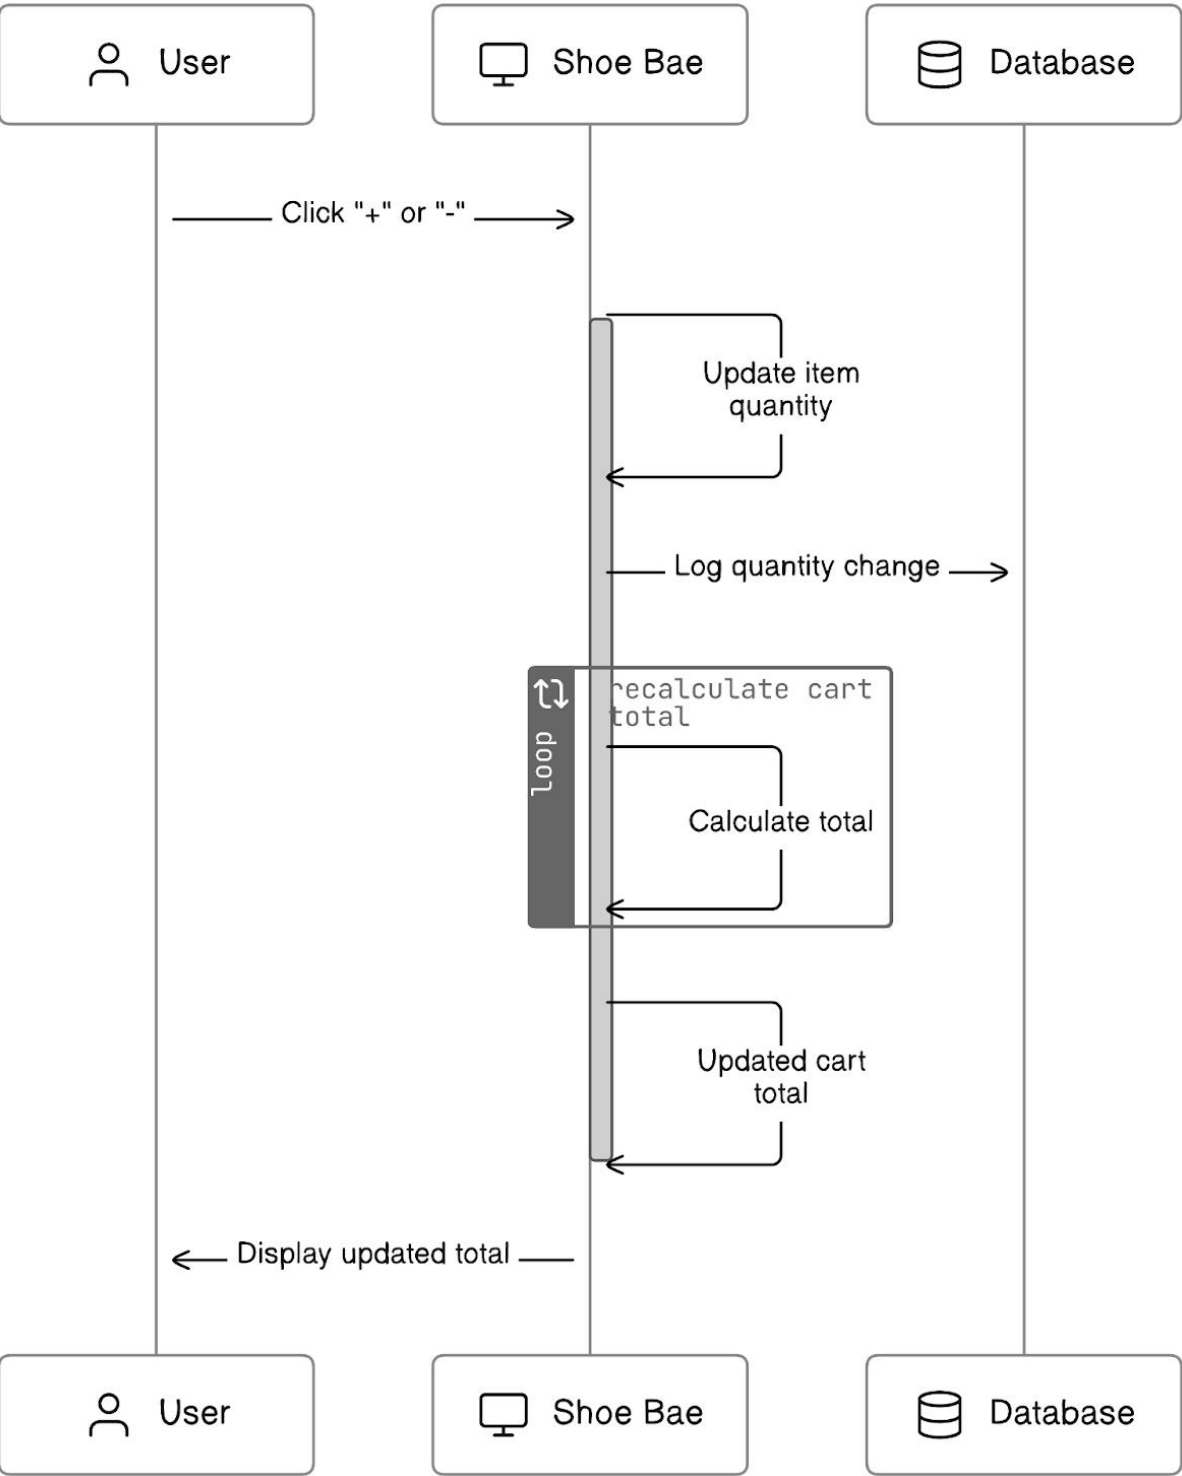 User
Shoe Bae
Database
Click "+" or "-"
Update item
quantity
Log quantity change
loop
recalculate cart
total
Calculate total
Updated cart
total
Display updated total
User
Shoe Bae
Database